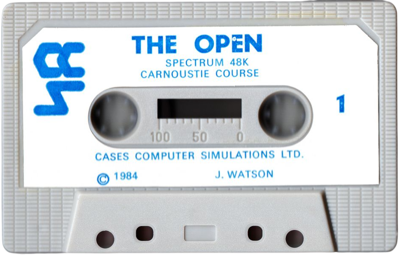 THE OPEN
SPECTRUM 48K
CARNOUSTIE COURSE
1
100 50 0
CASES COMPUTER SIMULATIONS LTD.
© 1984 J. WATSON